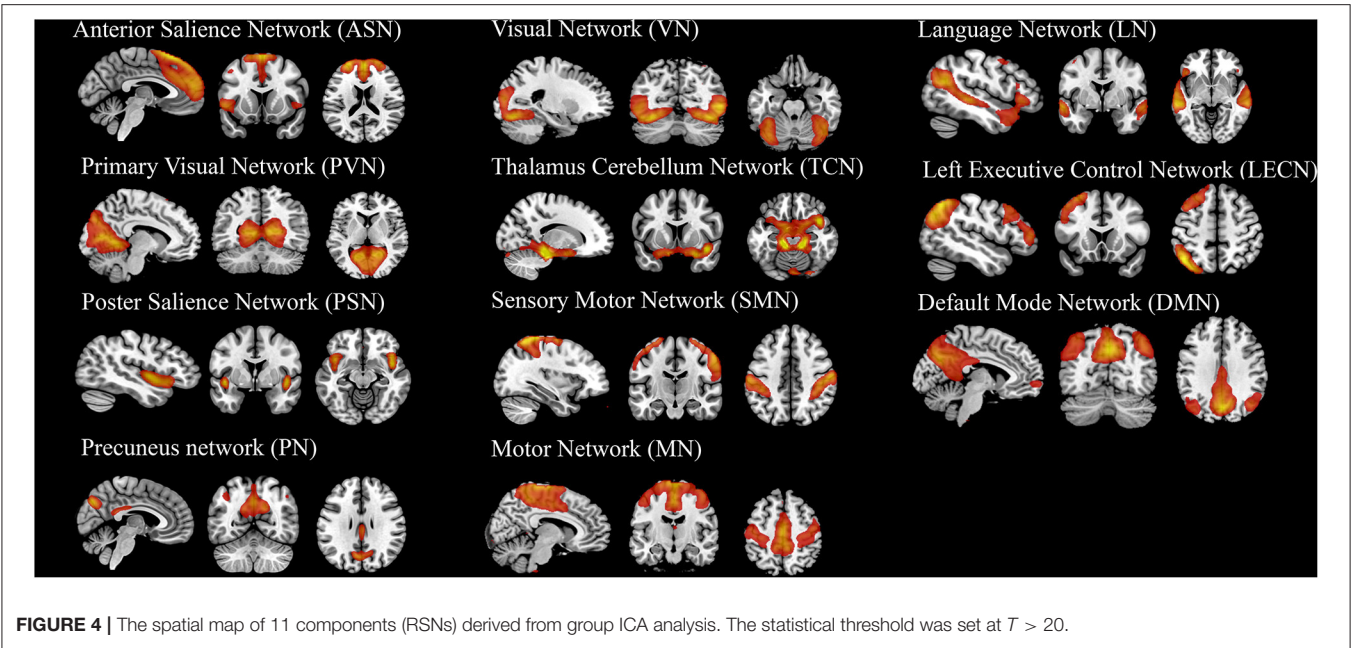 Anterior Salience Network (ASN)
Visual Network (VN)
Language Network (LN)
Primary Visual Network (PVN)
Thalamus Cerebellum Network (TCN)
Left Executive Control Network (LECN)
Poster Salience Network (PSN)
Sensory Motor Network (SMN)
Default Mode Network (DMN)
Precuneus network (PN)
Motor Network (MN)
FIGURE 4 | The spatial map of 11 components (RSNs) derived from group ICA analysis. The statistical threshold was set at T > 20.